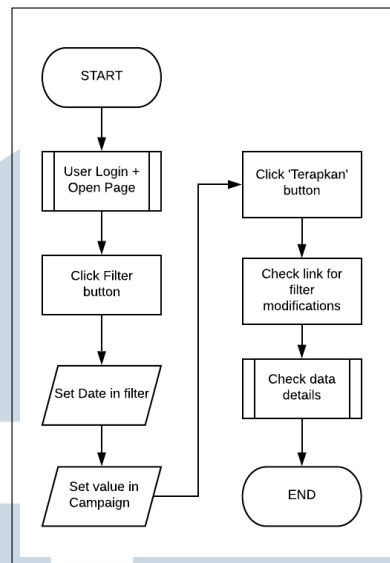 START
User Login +
Open Page
Click Filter
button
Set Date in filter
Set value in
Campaign
Click 'Terapkan'
button
Check link for
filter
modifications
Check data
details
END